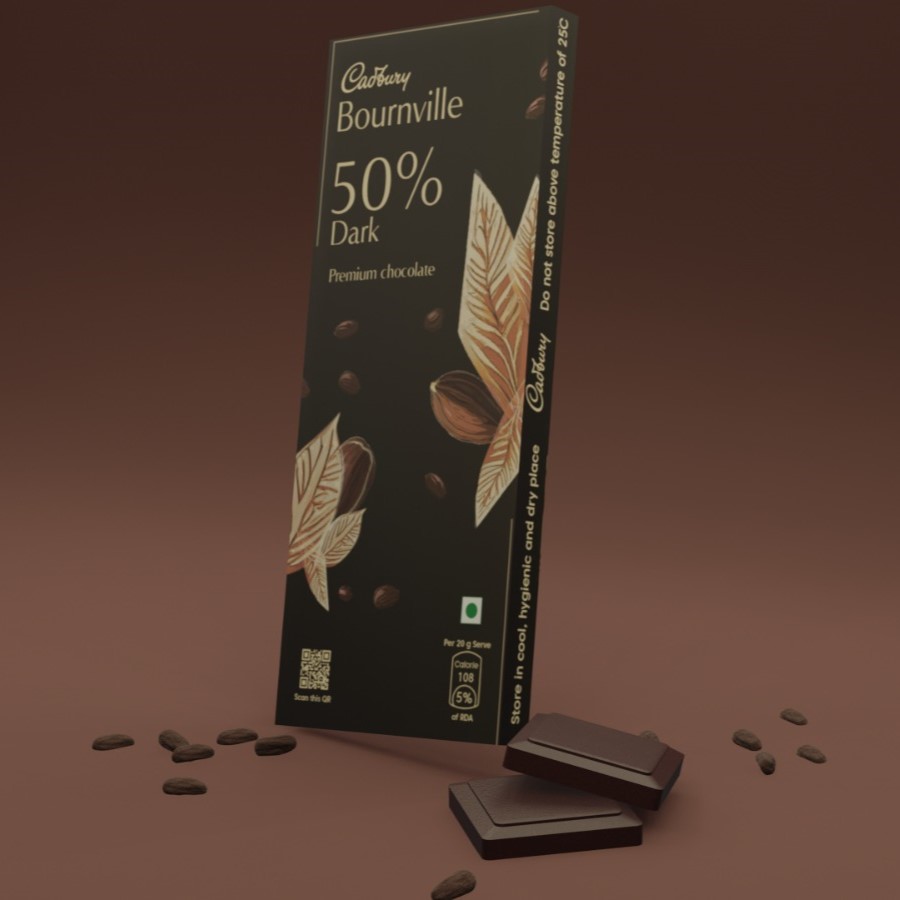 Cadbury
Bournville
50%
Dark
Premium chocolate
Scan this QR
Per 20 g Serve
Calorie
108
5%
of RDA
Store in cool, hygienic and dry place
Cadbury
Do not store above temperature of 25C